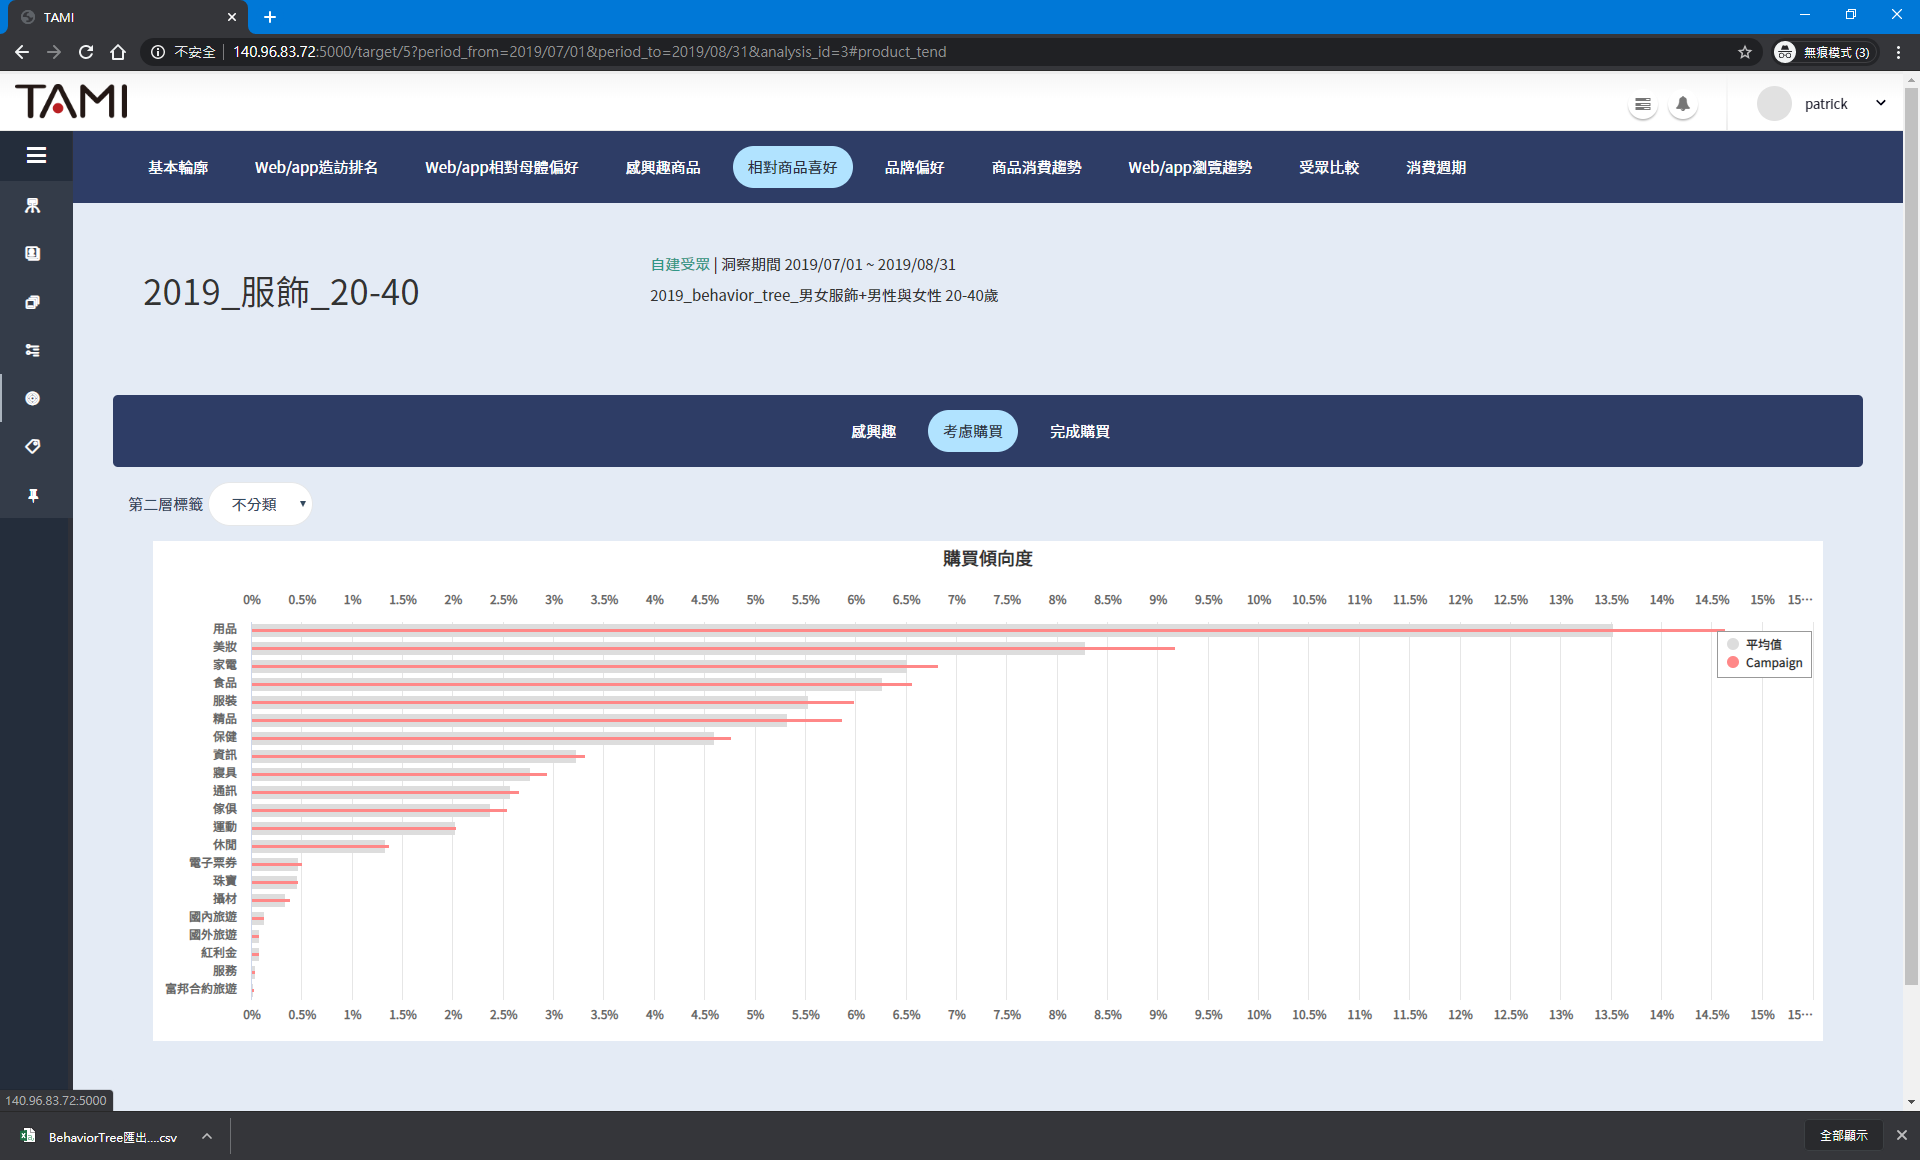 TAMI
不安全 140.96.83.72:5000/target/5?period_from=2019/07/01&period_to=2019/08/31&analysis_id=3#product_tend 無痕模式 (3)
TAMI
patrick
基本輪廓 Web/app造訪排名 Web/app相對母體偏好 感興趣商品 相對商品喜好 品牌偏好 商品消費趨勢 Web/app瀏覽趨勢 受眾比較 消費週期
自建受眾 | 洞察期間 2019/07/01 ~ 2019/08/31
2019_服飾_20-40
2019_behavior_tree_男女服飾+男性與女性 20-40歲
感興趣 考慮購買 完成購買
第二層標籤 不分類
購買傾向度
0% 0.5% 1% 1.5% 2% 2.5% 3% 3.5% 4% 4.5% 5% 5.5% 6% 6.5% 7% 7.5% 8% 8.5% 9% 9.5% 10% 10.5% 11% 11.5% 12% 12.5% 13% 13.5% 14% 14.5% 15% 15…
用品
美妝
家電
食品
服裝
精品
保健
資訊
寢具
通訊
傢俱
運動
休閒
電子票券
珠寶
攝材
國內旅遊
國外旅遊
紅利金
服務
富邦合約旅遊
平均值
Campaign
0% 0.5% 1% 1.5% 2% 2.5% 3% 3.5% 4% 4.5% 5% 5.5% 6% 6.5% 7% 7.5% 8% 8.5% 9% 9.5% 10% 10.5% 11% 11.5% 12% 12.5% 13% 13.5% 14% 14.5% 15% 15…
140.96.83.72:5000
BehaviorTree匯出....csv
全部顯示